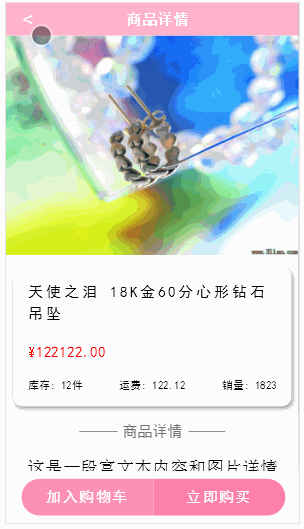 < 商品详情
天使之泪 18K金60分心形钻石
吊坠
¥122122.00
库存: 12件 运费: 122.12 销量: 1823
商品详情
这是一段富文本内容和图片详情
加入购物车 立即购买